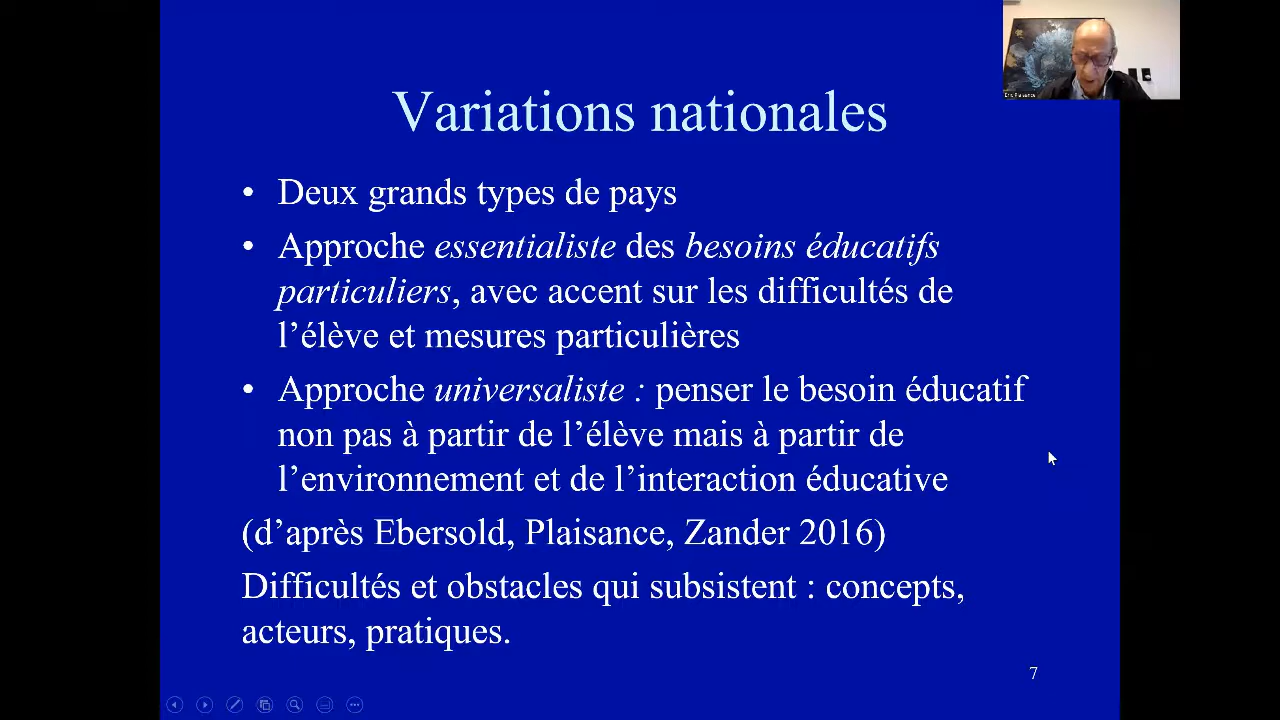 Variations nationales
Eric Plaisance
• Deux grands types de pays
• Approche essentialiste des besoins éducatifs
particuliers, avec accent sur les difficultés de
l’élève et mesures particulières
• Approche universaliste : penser le besoin éducatif
non pas à partir de l’élève mais à partir de
l’environnement et de l’interaction éducative
(d’après Ebersold, Plaisance, Zander 2016)
Difficultés et obstacles qui subsistent : concepts,
acteurs, pratiques.
7